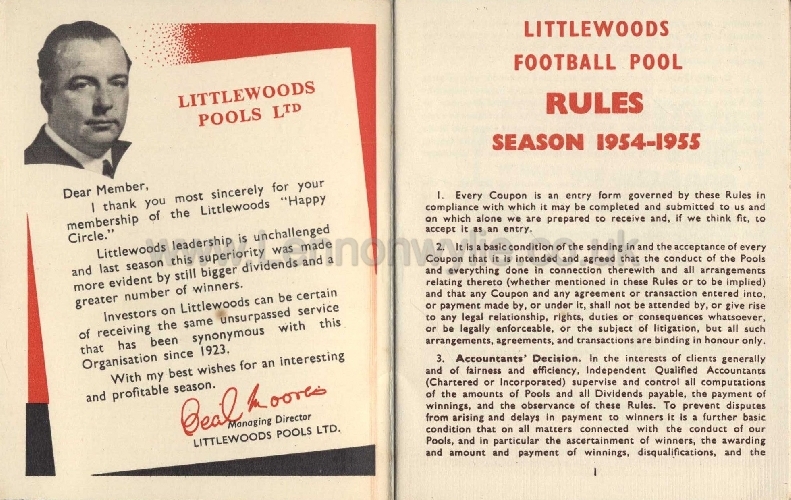 LITTLEWOODS
POOLS LTD
Dear Member,
I thank you most sincerely for your
membership of the Littlewoods "Happy
Circle."
Littlewoods leadership is unchallenged
and last season this superiority was made
more evident by still bigger dividends and a
greater number of winners.
Investors on Littlewoods can be certain
of receiving the same unsurpassed service
that has been synonymous with this
Organisation since 1923.
With my best wishes for an interesting
and profitable season.
Cecil Moores
Managing Director
LITTLEWOODS POOLS LTD.
LITTLEWOODS
FOOTBALL POOL
RULES
SEASON 1954-1955
1. Every Coupon is an entry form governed by these Rules in
compliance with which it may be completed and submitted to us and
on which alone we are prepared to receive and, if we think fit, to
accept it as an entry.
2. It is a basic condition of the sending in and the acceptance of every
Coupon that it is intended and agreed that the conduct of the Pools
and everything done in connection therewith and all arrangements
relating thereto (whether mentioned in these Rules or to be implied)
and that any Coupon and any agreement or transaction entered into,
or payment made by, or under it, shall not be attended by, or give rise
to any legal relationship, rights, duties or consequences whatsoever,
or be legally enforceable, or the subject of litigation, but all such
arrangements, agreements, and transactions are binding in honour only.
3. Accountants' Decision. In the interests of clients generally
and of fairness and efficiency, Independent Qualified Accountants
(Chartered or Incorporated) supervise and control all computations
of the amounts of Pools and all Dividends payable, the payment of
winnings, and the observance of these Rules. To prevent disputes
from arising and delays in payment to winners it is a further basic
condition that on all matters connected with the conduct of our
Pools, and in particular the ascertainment of winners, the awarding
and amount and payment of winnings, disqualifications, and the
1
www.Lennonwylie.co.uk